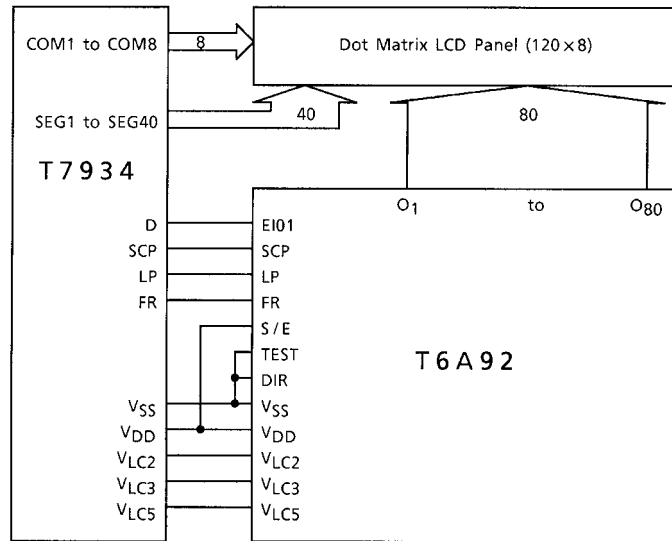 COM1 to COM8
8
Dot Matrix LCD Panel (120×8)
SEG1 to SEG40
40
80
T7934
O1 to O80
D
EI01
SCP
SCP
LP
LP
FR
FR
S/E
TEST
T6A92
DIR
VSS
VSS
VDD
VDD
VLC2
VLC2
VLC3
VLC3
VLC5
VLC5